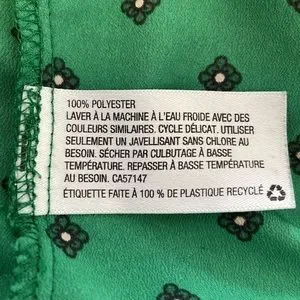 100% POLYESTER
LAVER À LA MACHINE À L'EAU FROIDE AVEC DES
COULEURS SIMILAIRES. CYCLE DÉLICAT. UTILISER
SEULEMENT UN JAVELLISANT SANS CHLORE AU
BESOIN. SÉCHER PAR CULBUTAGE À BASSE
TEMPÉRATURE. REPASSER À BASSE TEMPÉRATURE
AU BESOIN. CA57147
ÉTIQUETTE FAITE À 100 % DE PLASTIQUE RECYCLÉ